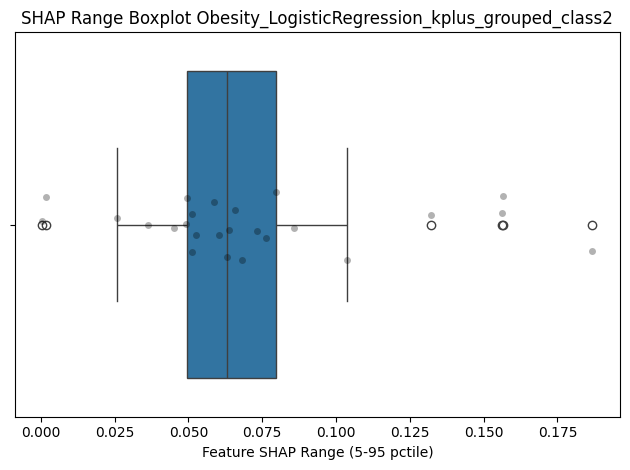 SHAP Range Boxplot Obesity_LogisticRegression_kplus_grouped_class2
0.000 0.025 0.050 0.075 0.100 0.125 0.150 0.175
Feature SHAP Range (5-95 pctile)